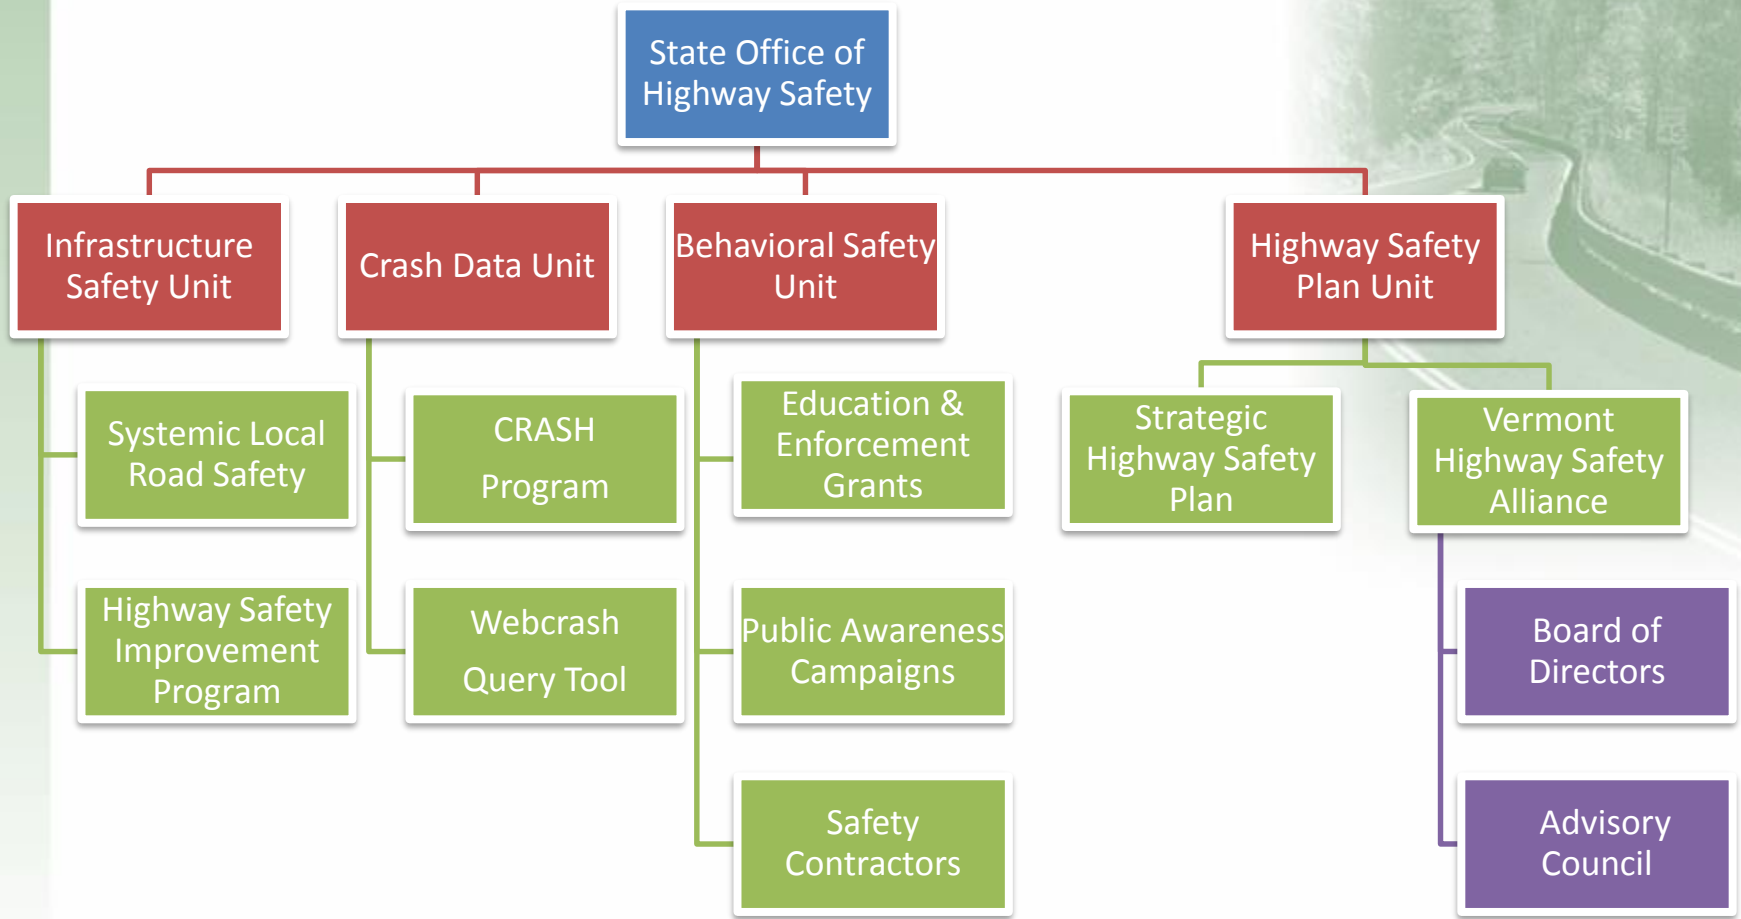 State Office of
Highway Safety
Infrastructure
Safety Unit
Crash Data Unit
Behavioral Safety
Unit
Highway Safety
Plan Unit
Systemic Local
Road Safety
Highway Safety
Improvement
Program
CRASH
Program
Webcrash
Query Tool
Education &
Enforcement
Grants
Public Awareness
Campaigns
Safety
Contractors
Strategic
Highway Safety
Plan
Vermont
Highway Safety
Alliance
Board of
Directors
Advisory
Council